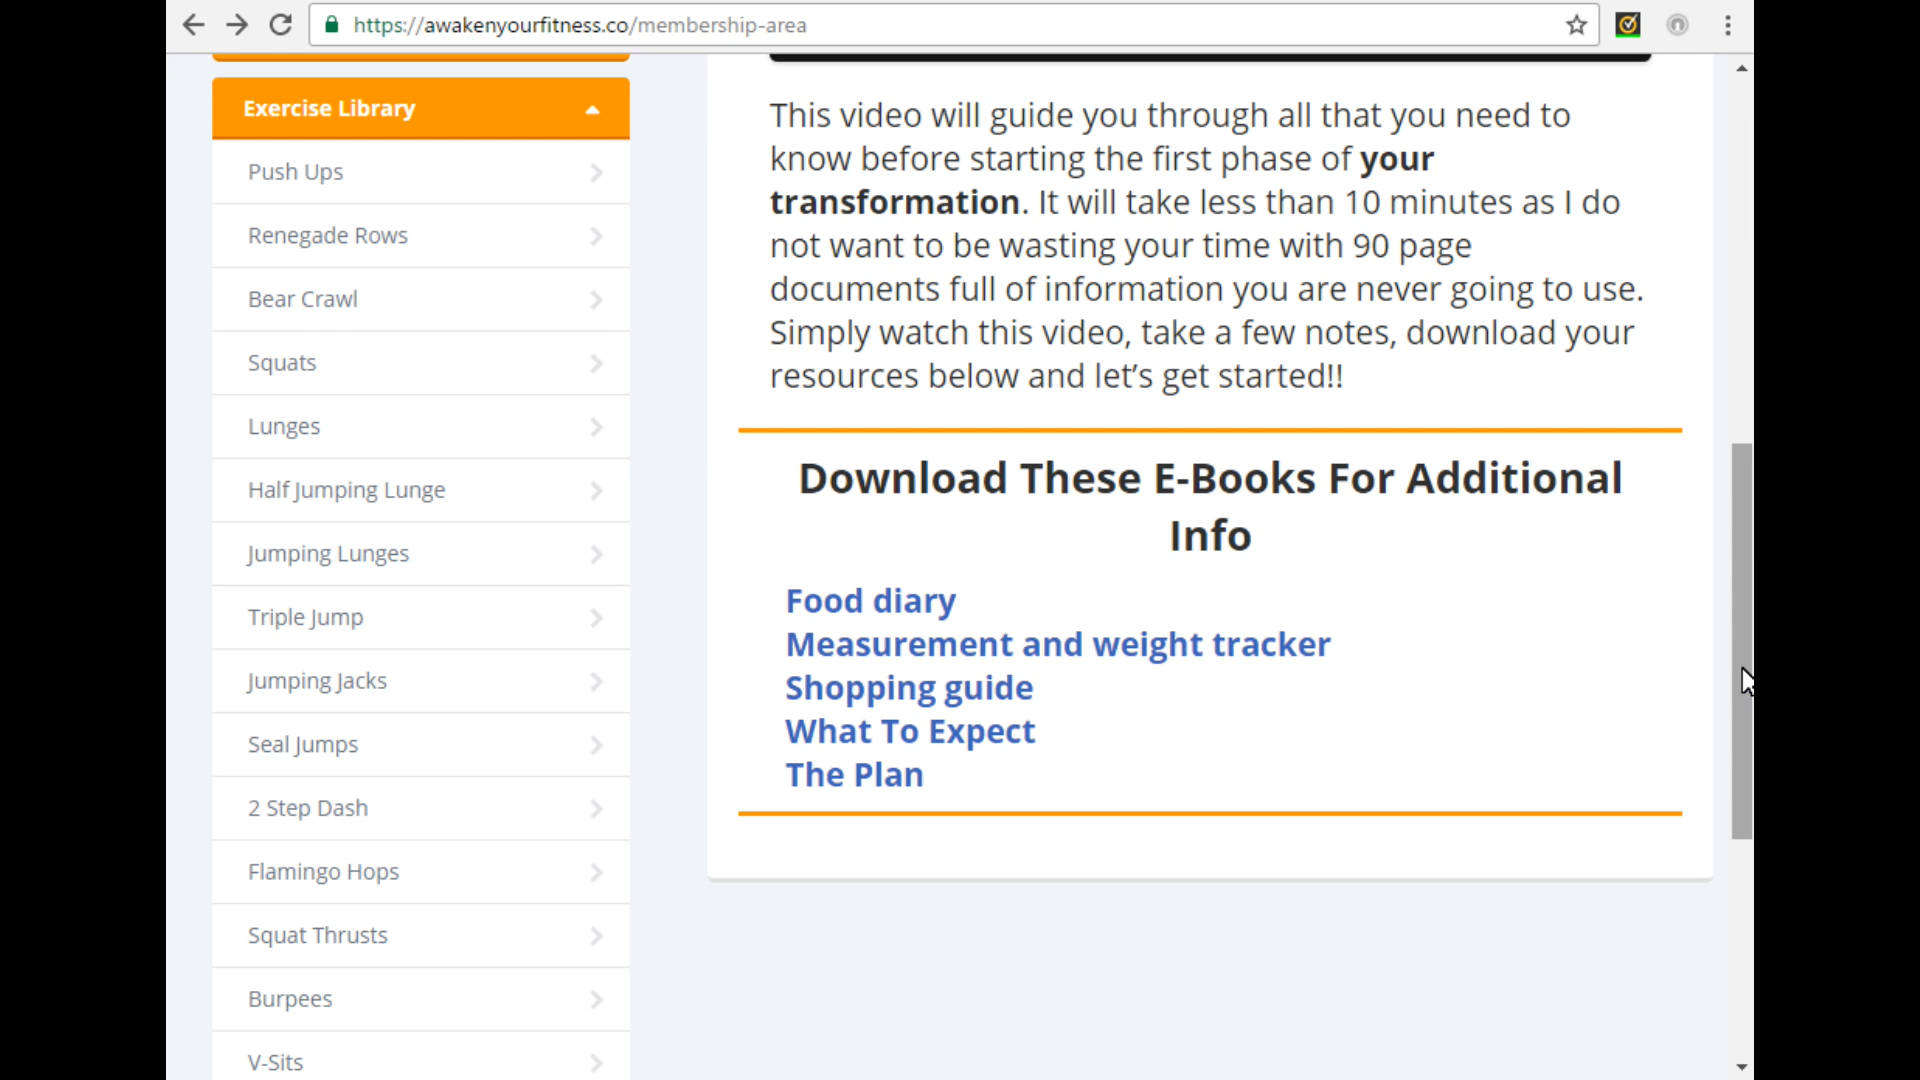 https://awakenyourfitness.co/membership-area
Exercise Library
Push Ups
Renegade Rows
Bear Crawl
Squats
Lunges
Half Jumping Lunge
Jumping Lunges
Triple Jump
Jumping Jacks
Seal Jumps
2 Step Dash
Flamingo Hops
Squat Thrusts
Burpees
V-Sits
This video will guide you through all that you need to
know before starting the first phase of your
transformation. It will take less than 10 minutes as I do
not want to be wasting your time with 90 page
documents full of information you are never going to use.
Simply watch this video, take a few notes, download your
resources below and let’s get started!!
Download These E-Books For Additional
Info
Food diary
Measurement and weight tracker
Shopping guide
What To Expect
The Plan